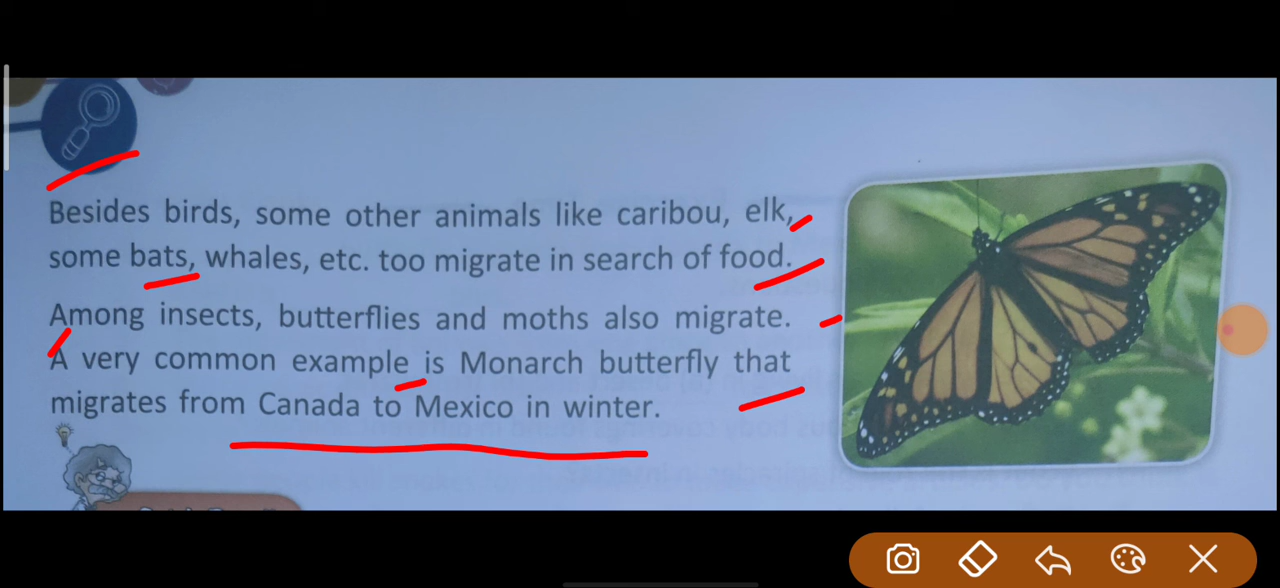 Besides birds, some other animals like caribou, elk,
some bats, whales, etc. too migrate in search of food.
Among insects, butterflies and moths also migrate.
A very common example is Monarch butterfly that
migrates from Canada to Mexico in winter.